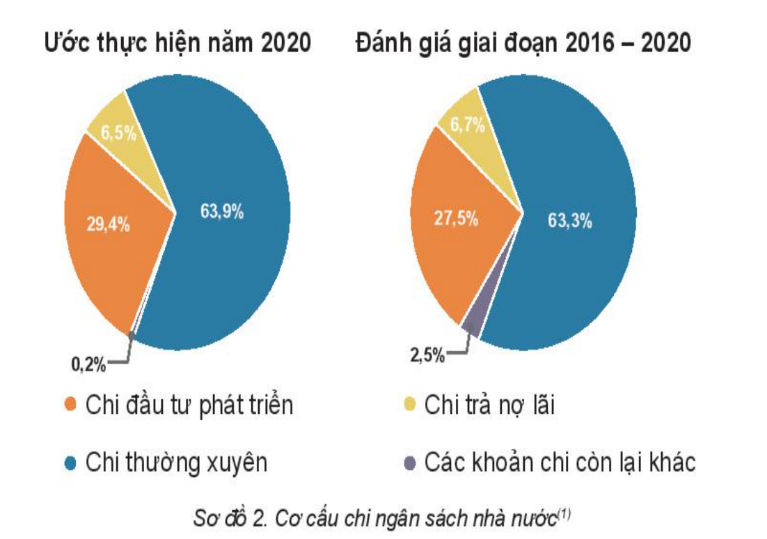 Ước thực hiện năm 2020
Đánh giá giai đoạn 2016 – 2020
6,5%
63,9%
29,4%
0,2%
6,7%
63,3%
27,5%
2,5%
Chi đầu tư phát triển
Chi trả nợ lãi
Chi thường xuyên
Các khoản chi còn lại khác
Sơ đồ 2. Cơ cấu chi ngân sách nhà nước(1)